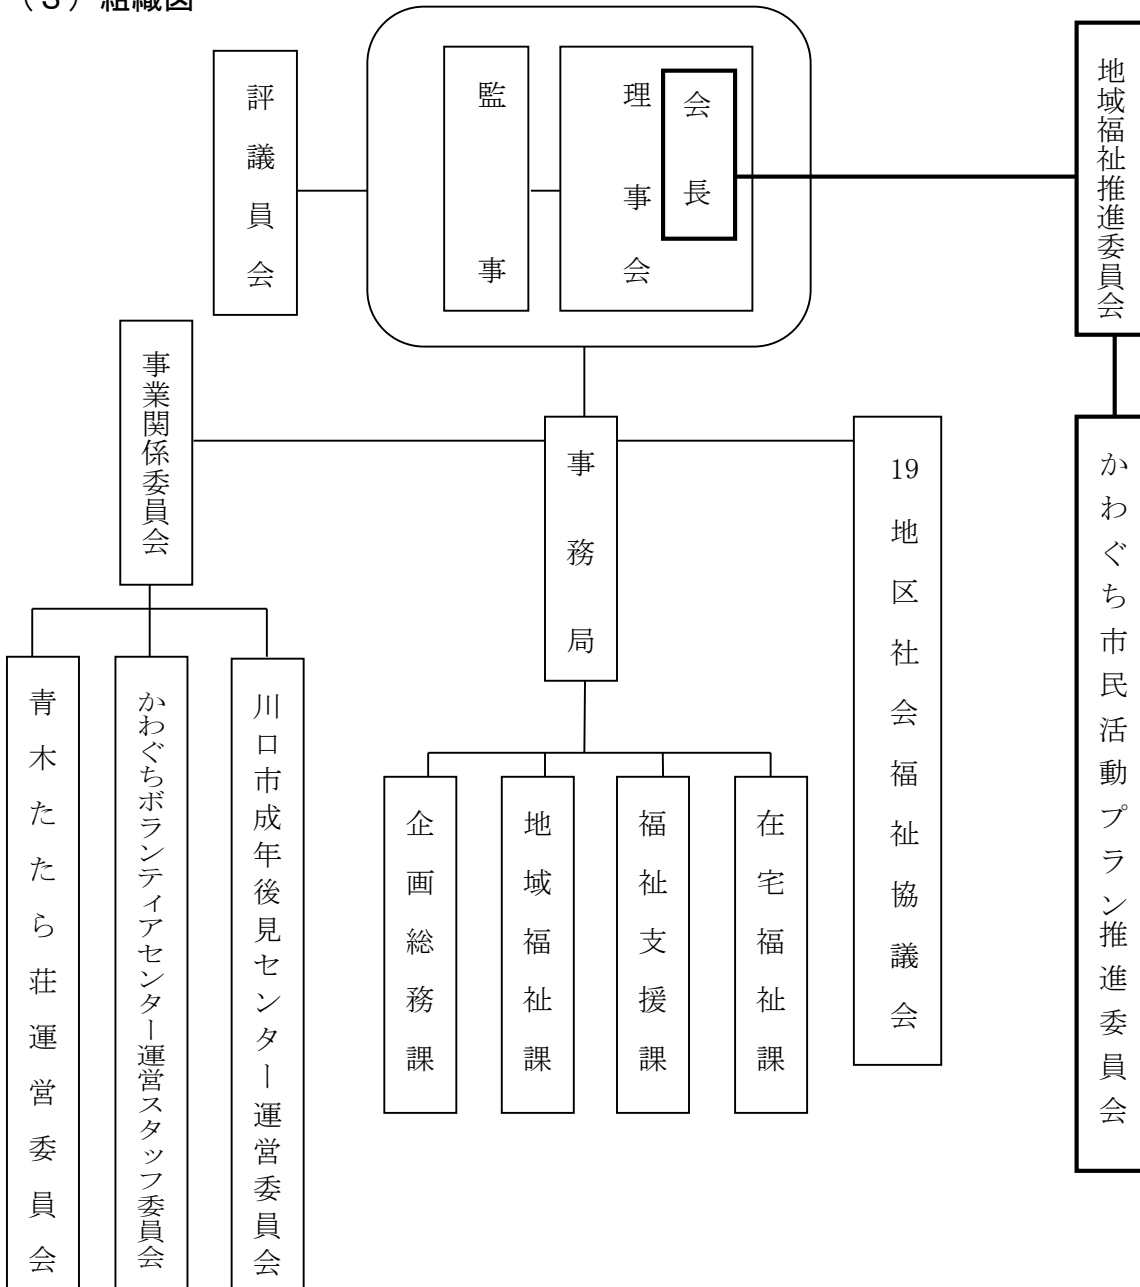 （３）組織図
評議員会
監事
理事会
会長
地域福祉推進委員会
事業関係委員会
事務局
19地区社会福祉協議会
かわぐち市民活動プラン推進委員会
青木たたら荘運営委員会
かわぐちボランティアセンター運営スタッフ委員会
川口市成年後見センター運営委員会
企画総務課
地域福祉課
福祉支援課
在宅福祉課